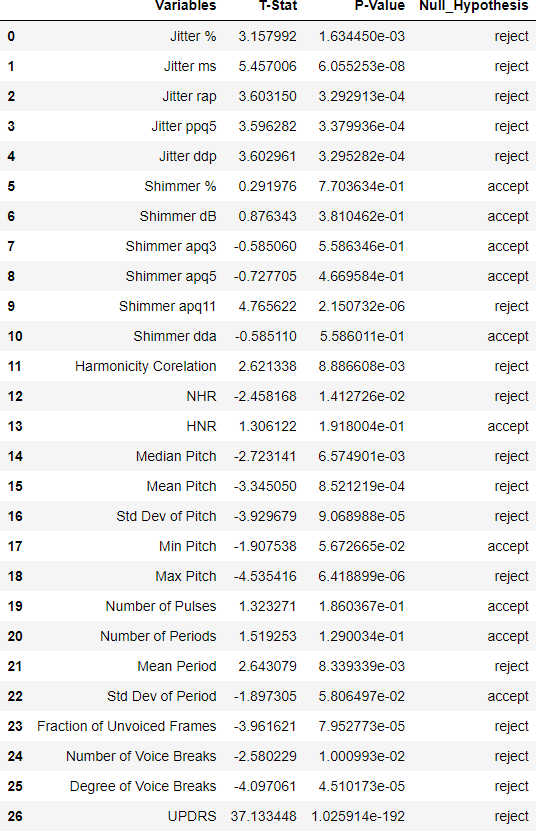 Variables T-Stat P-Value Null_Hypothesis
0 Jitter % 3.157992 1.634450e-03 reject
1 Jitter ms 5.457006 6.055253e-08 reject
2 Jitter rap 3.603150 3.292913e-04 reject
3 Jitter ppq5 3.596282 3.379936e-04 reject
4 Jitter ddp 3.602961 3.295282e-04 reject
5 Shimmer % 0.291976 7.703634e-01 accept
6 Shimmer dB 0.876343 3.810462e-01 accept
7 Shimmer apq3 -0.585060 5.586346e-01 accept
8 Shimmer apq5 -0.727705 4.669584e-01 accept
9 Shimmer apq11 4.765622 2.150732e-06 reject
10 Shimmer dda -0.585110 5.586011e-01 accept
11 Harmonicity Corelation 2.621338 8.886608e-03 reject
12 NHR -2.458168 1.412726e-02 reject
13 HNR 1.306122 1.918004e-01 accept
14 Median Pitch -2.723141 6.574901e-03 reject
15 Mean Pitch -3.345050 8.521219e-04 reject
16 Std Dev of Pitch -3.929679 9.068988e-05 reject
17 Min Pitch -1.907538 5.672665e-02 accept
18 Max Pitch -4.535416 6.418899e-06 reject
19 Number of Pulses 1.323271 1.860367e-01 accept
20 Number of Periods 1.519253 1.290034e-01 accept
21 Mean Period 2.643079 8.339339e-03 reject
22 Std Dev of Period -1.897305 5.806497e-02 accept
23 Fraction of Unvoiced Frames -3.961621 7.952773e-05 reject
24 Number of Voice Breaks -2.580229 1.000993e-02 reject
25 Degree of Voice Breaks -4.097061 4.510173e-05 reject
26 UPDRS 37.133448 1.025914e-192 reject